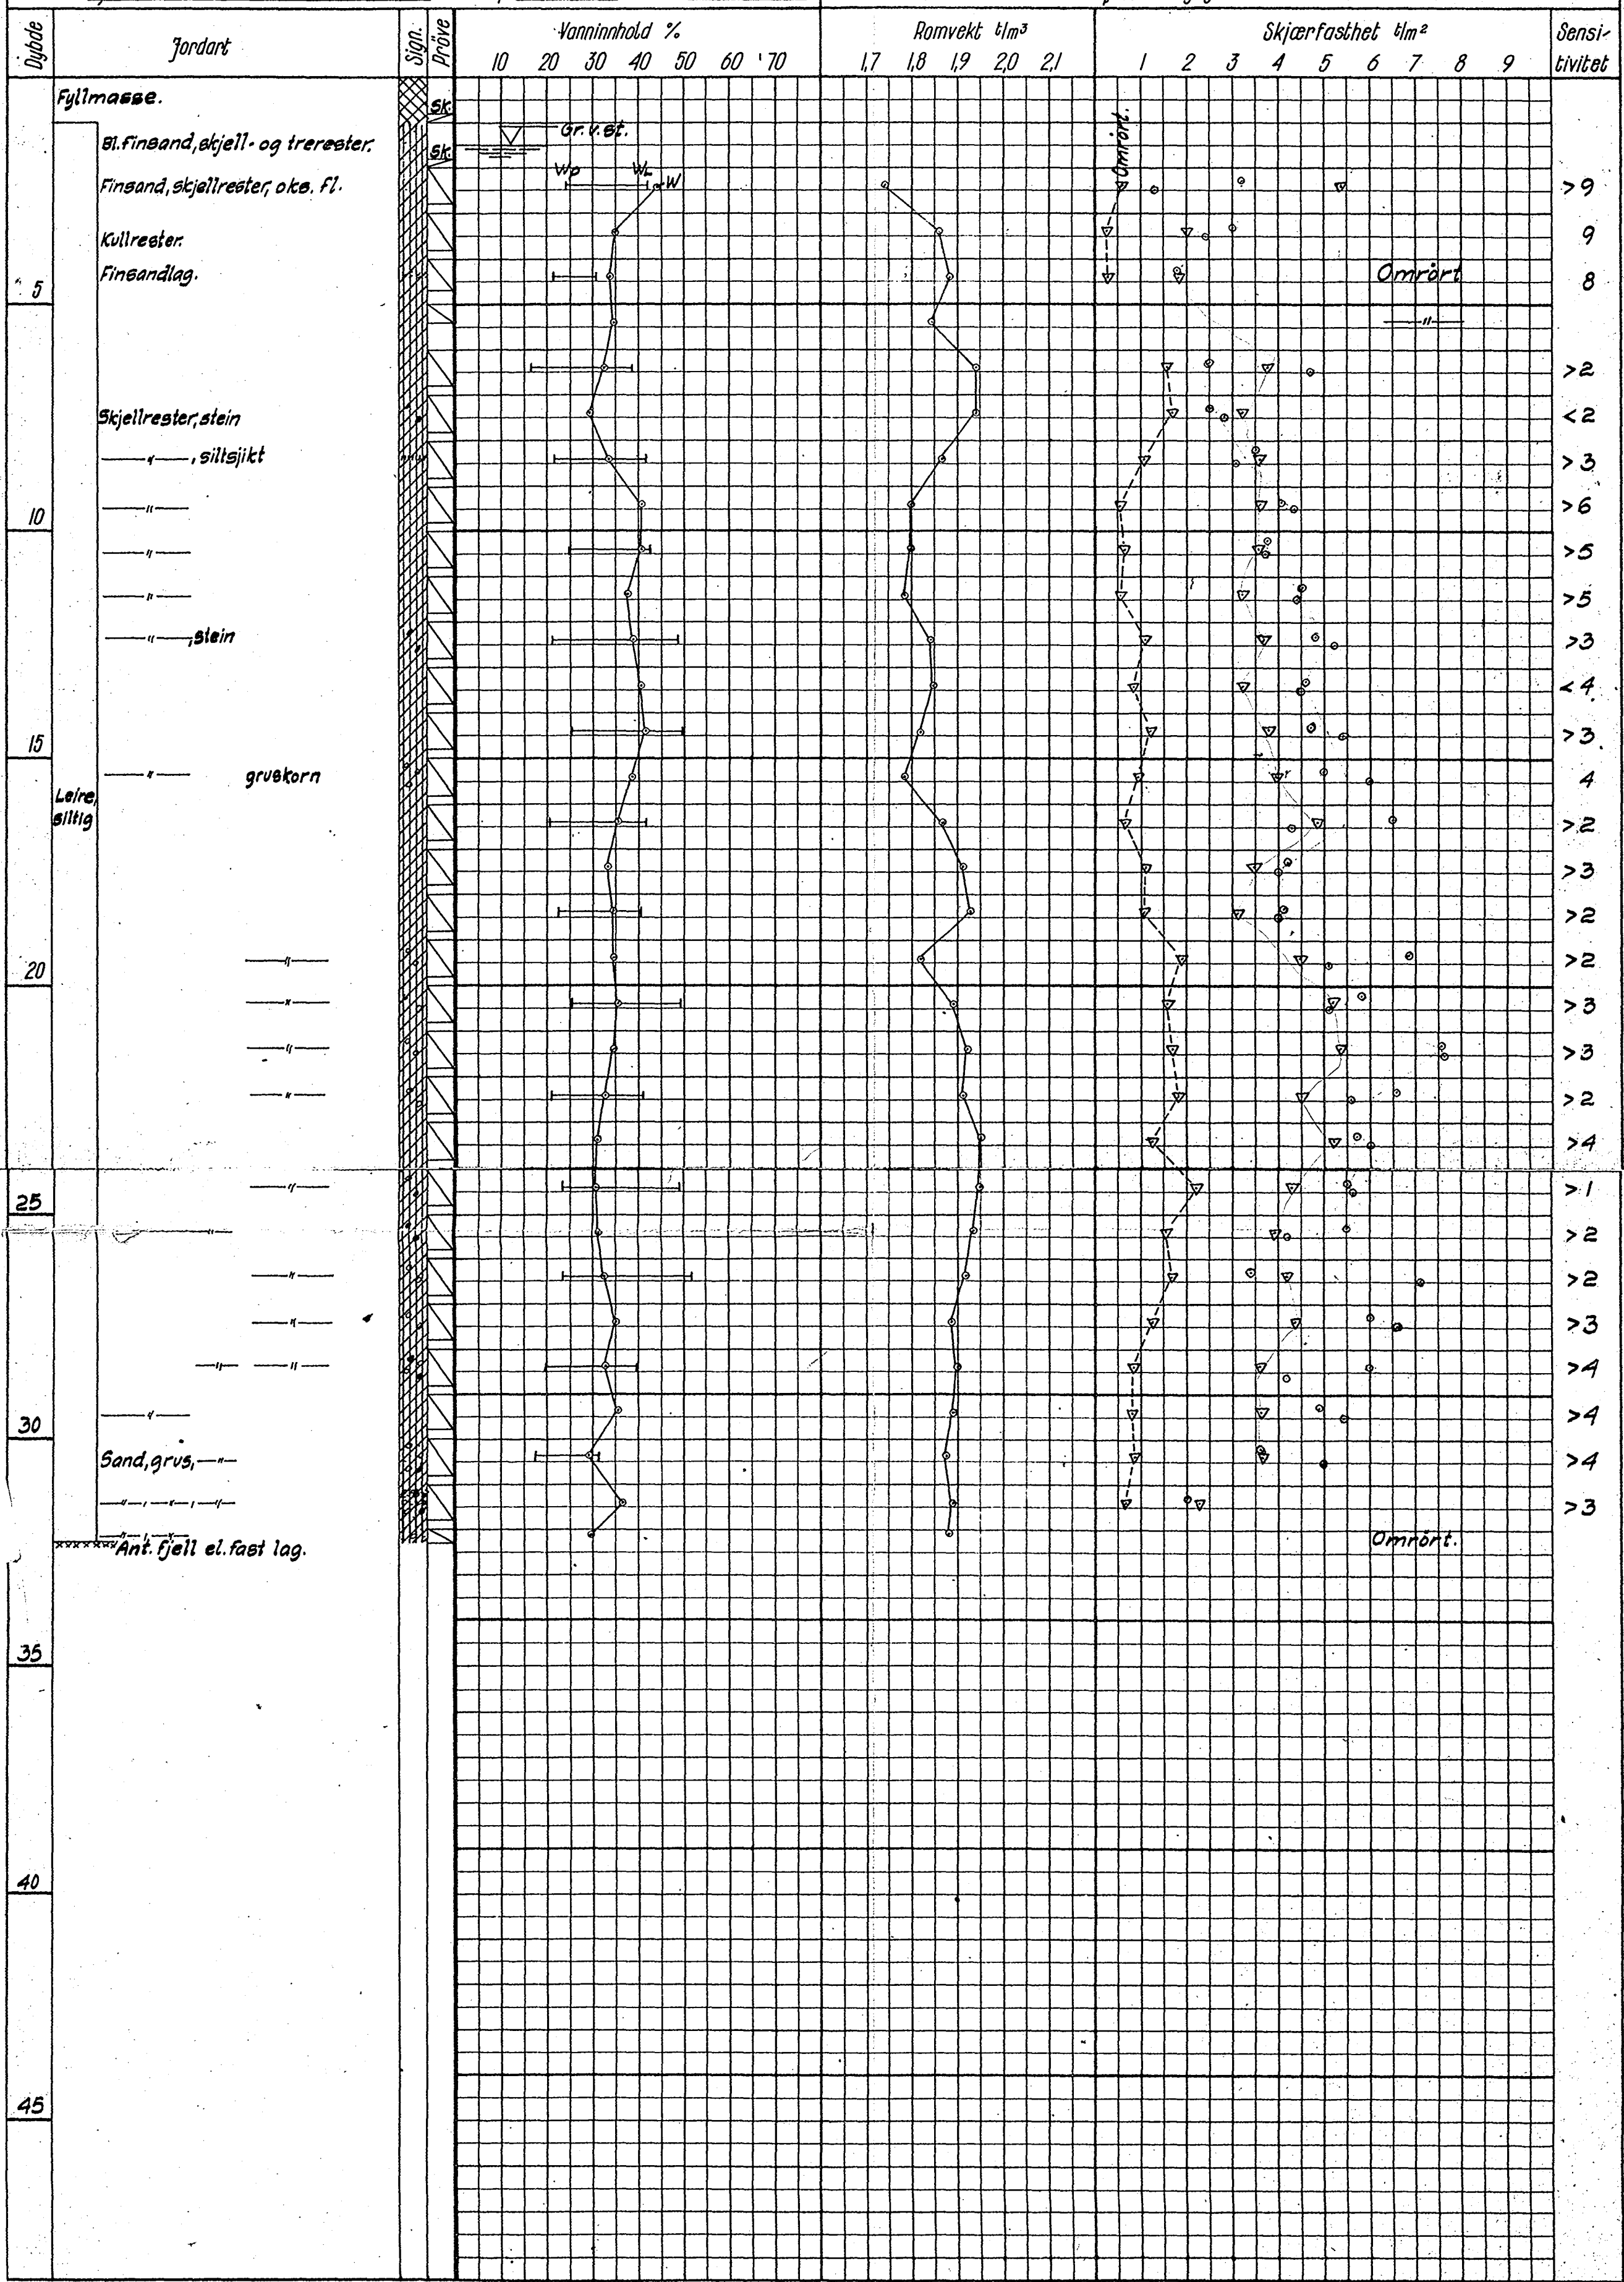 Dybde Jordart Sign. Pröve Vanninnhold % Romvekt t/m³ Skjærfasthet t/m² Sensi-
10 20 30 40 50 60 70 1,7 1,8 1,9 2,0 2,1 1 2 3 4 5 6 7 8 9 tivitet
Fyllmasse.
Sk.
Omrört.
Gr.v.st.
Bl.finsand, skjell- og trerester.
Sk.
Wp WL W
Finsand, skjellrester, oks. fl. >9
Kullrester. 9
Finsandlag. Omrört 8
5
—"—
>2
Skjellrester, stein <2
—"—, siltsjikt >3
—"— >6
10
—"— >5
—"— >5
—"—, stein >3
<4
>3
15
—"— gruskorn 4
Leire,
siltig
>2
>3
>2
—"— >2
20
—"— >3
—"— >3
—"— >2
>4
—"— >1
25
—"— >2
—"— >2
—"— >3
—"— —"— >4
—"— >4
30
Sand, grus, —"— >4
—"—, —"—, —"— >3
—"—, —"—
Ant. fjell el. fast lag. Omrört.
35
40
45